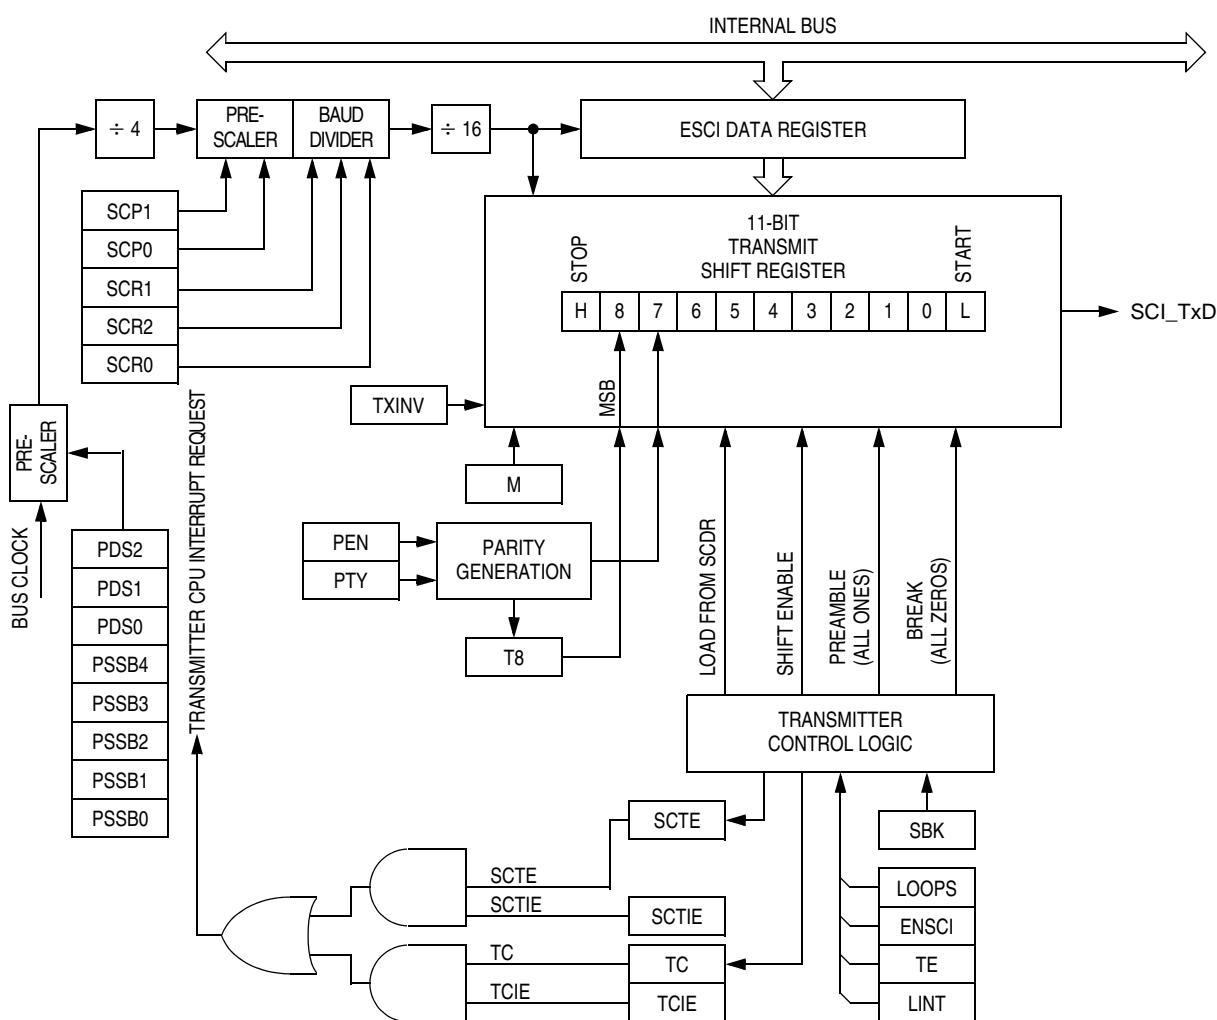 INTERNAL BUS
÷ 4
PRE-
SCALER
BAUD
DIVIDER
÷ 16
ESCI DATA REGISTER
SCP1
SCP0
SCR1
SCR2
SCR0
11-BIT
TRANSMIT
SHIFT REGISTER
STOP
START
H 8 7 6 5 4 3 2 1 0 L
SCI_TxD
MSB
TXINV
M
PRE-
SCALER
BUS CLOCK
TRANSMITTER CPU INTERRUPT REQUEST
PDS2
PDS1
PDS0
PSSB4
PSSB3
PSSB2
PSSB1
PSSB0
PEN
PTY
PARITY
GENERATION
T8
LOAD FROM SCDR
SHIFT ENABLE
PREAMBLE
(ALL ONES)
BREAK
(ALL ZEROS)
TRANSMITTER
CONTROL LOGIC
SCTE
SBK
SCTE
SCTIE
SCTIE
LOOPS
ENSCI
TC
TC
TE
TCIE
TCIE
LINT